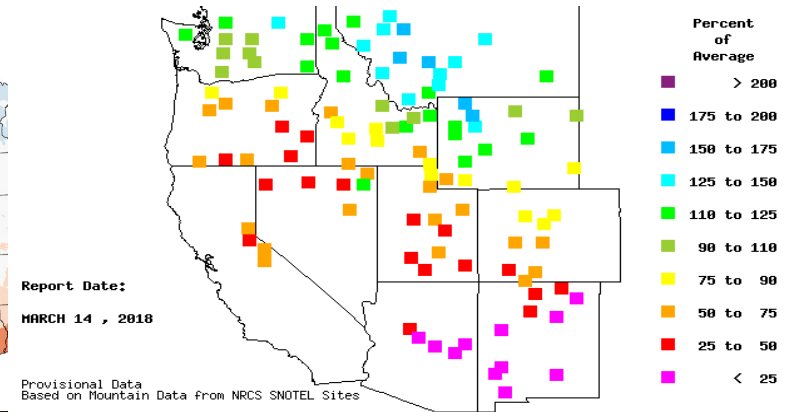 Percent
of
Average
> 200
175 to 200
150 to 175
125 to 150
110 to 125
90 to 110
75 to 90
50 to 75
25 to 50
< 25
Report Date:
MARCH 14 , 2018
Provisional Data
Based on Mountain Data from NRCS SNOTEL Sites